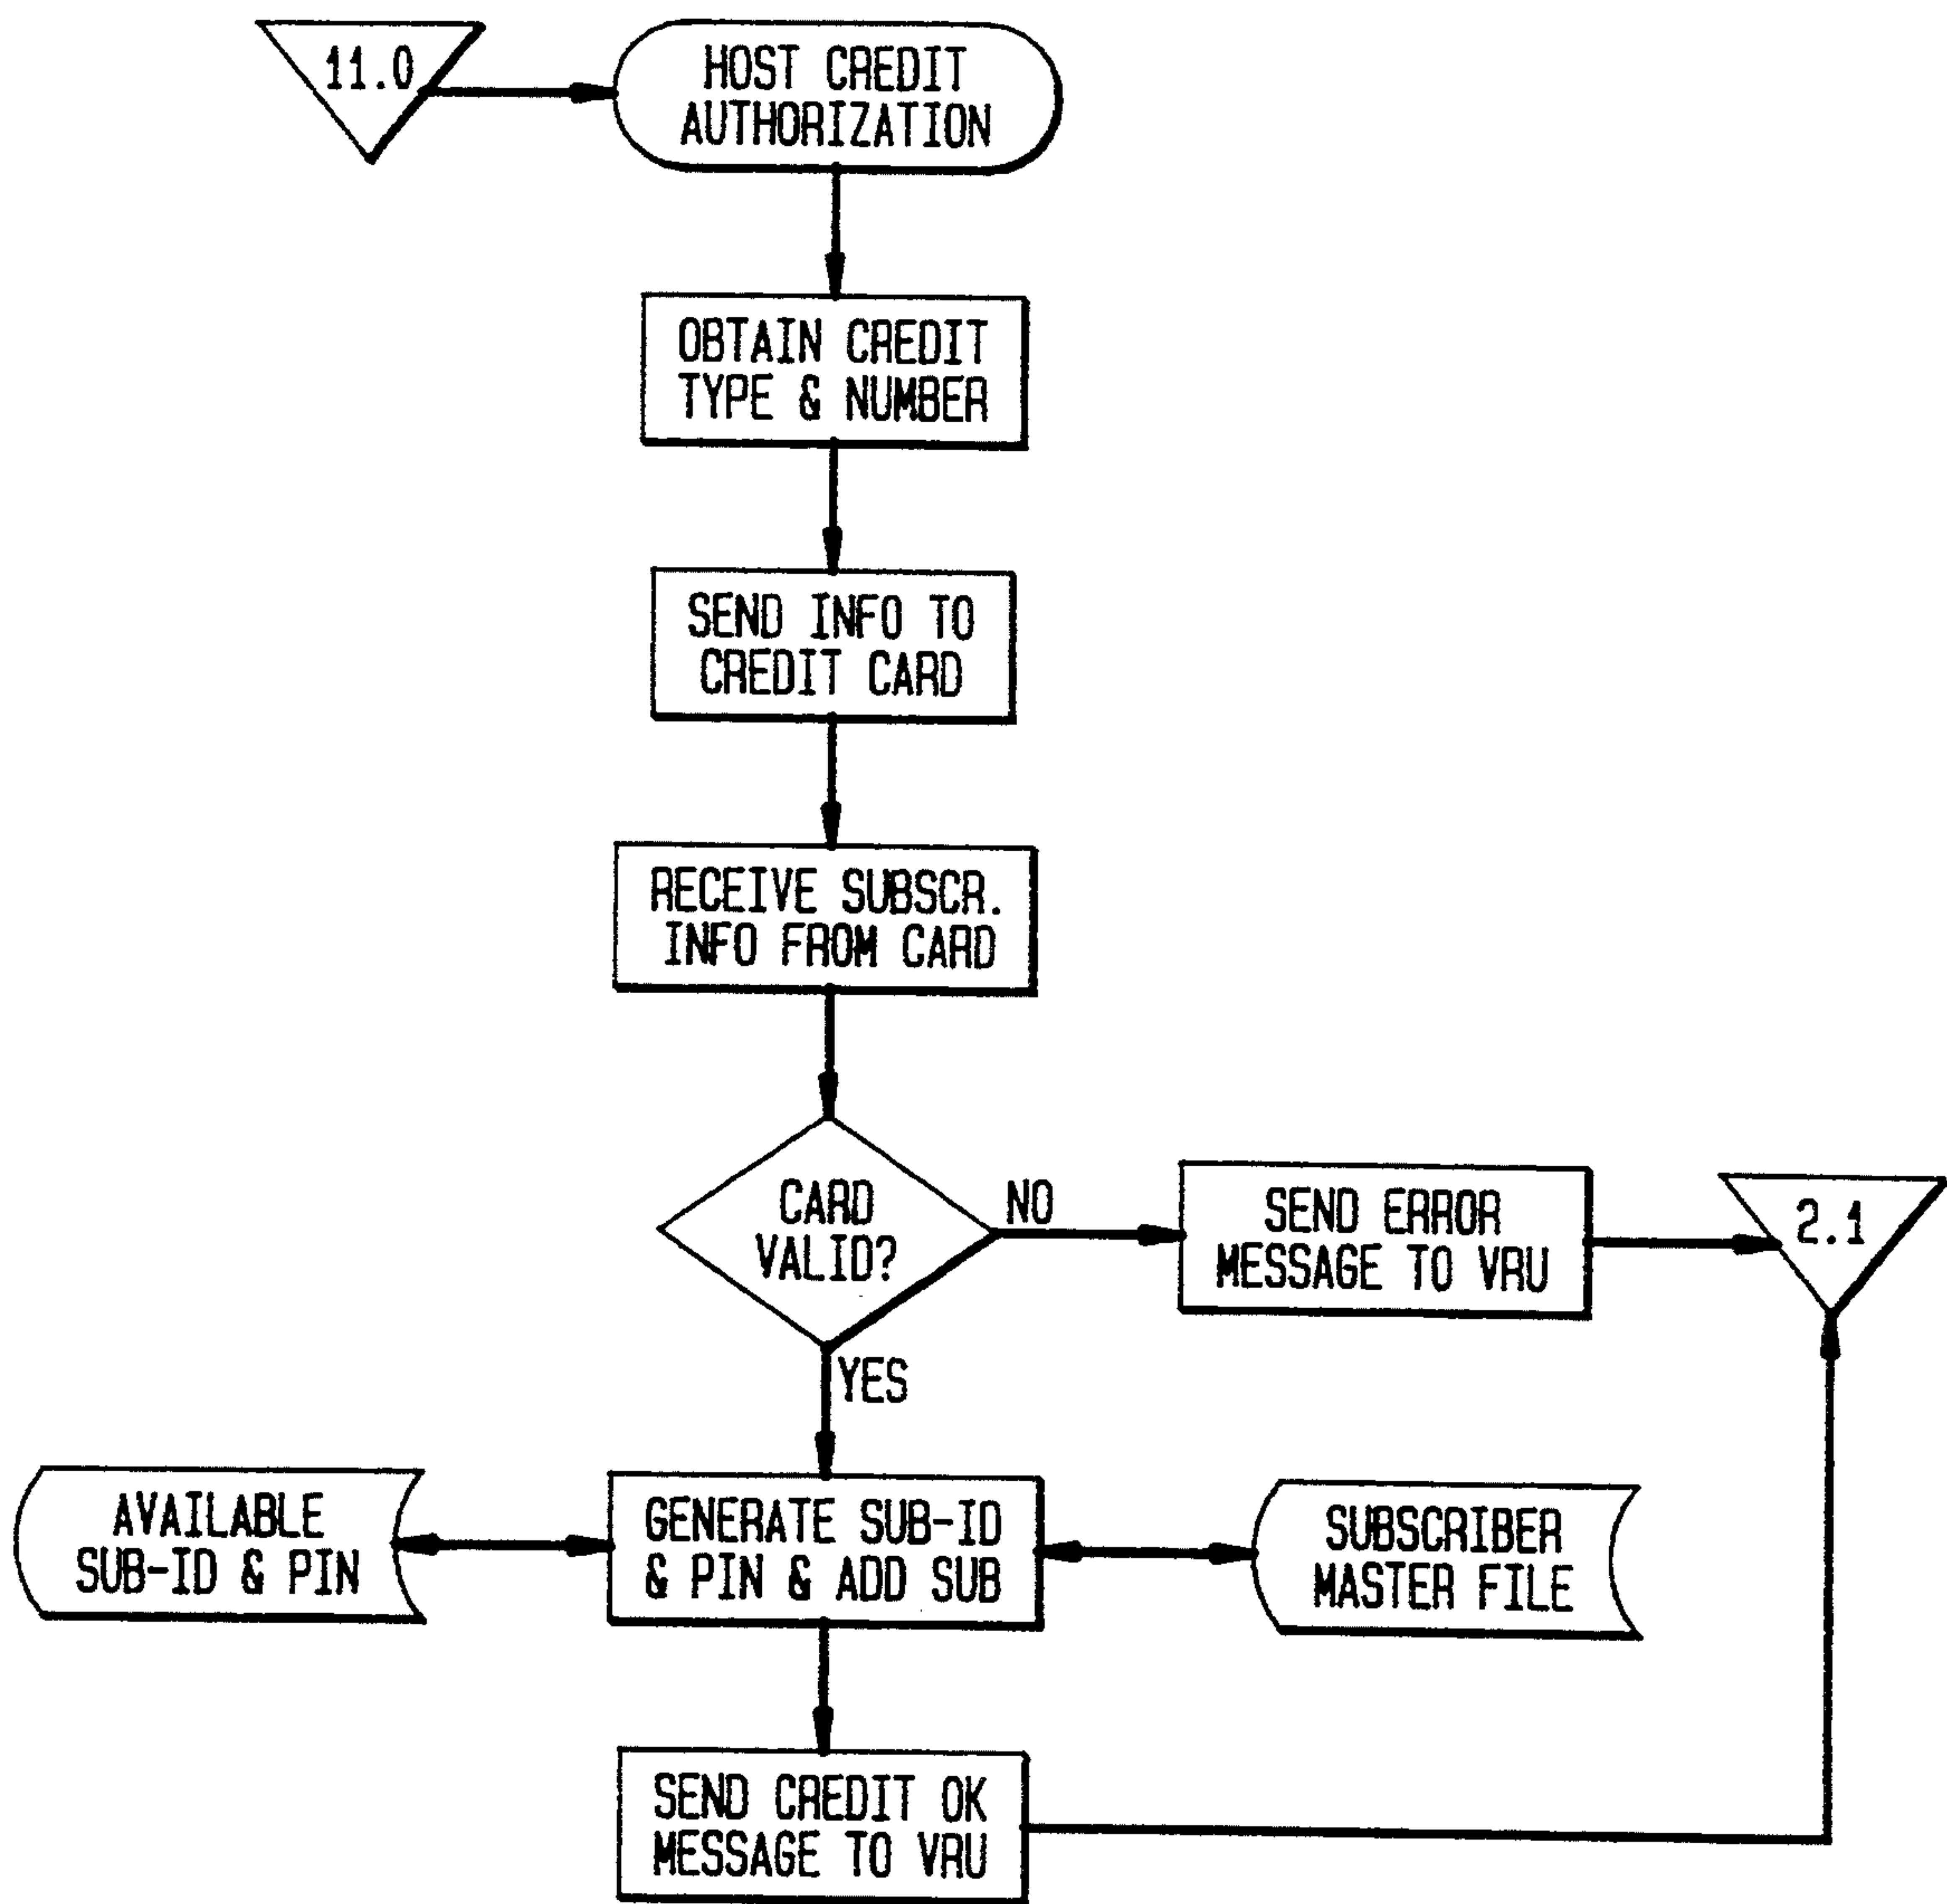 11.0
HOST CREDIT
AUTHORIZATION
OBTAIN CREDIT
TYPE & NUMBER
SEND INFO TO
CREDIT CARD
RECEIVE SUBSCR.
INFO FROM CARD
CARD
VALID?
NO
SEND ERROR
MESSAGE TO VRU
2.1
YES
AVAILABLE
SUB-ID & PIN
GENERATE SUB-ID
& PIN & ADD SUB
SUBSCRIBER
MASTER FILE
SEND CREDIT OK
MESSAGE TO VRU